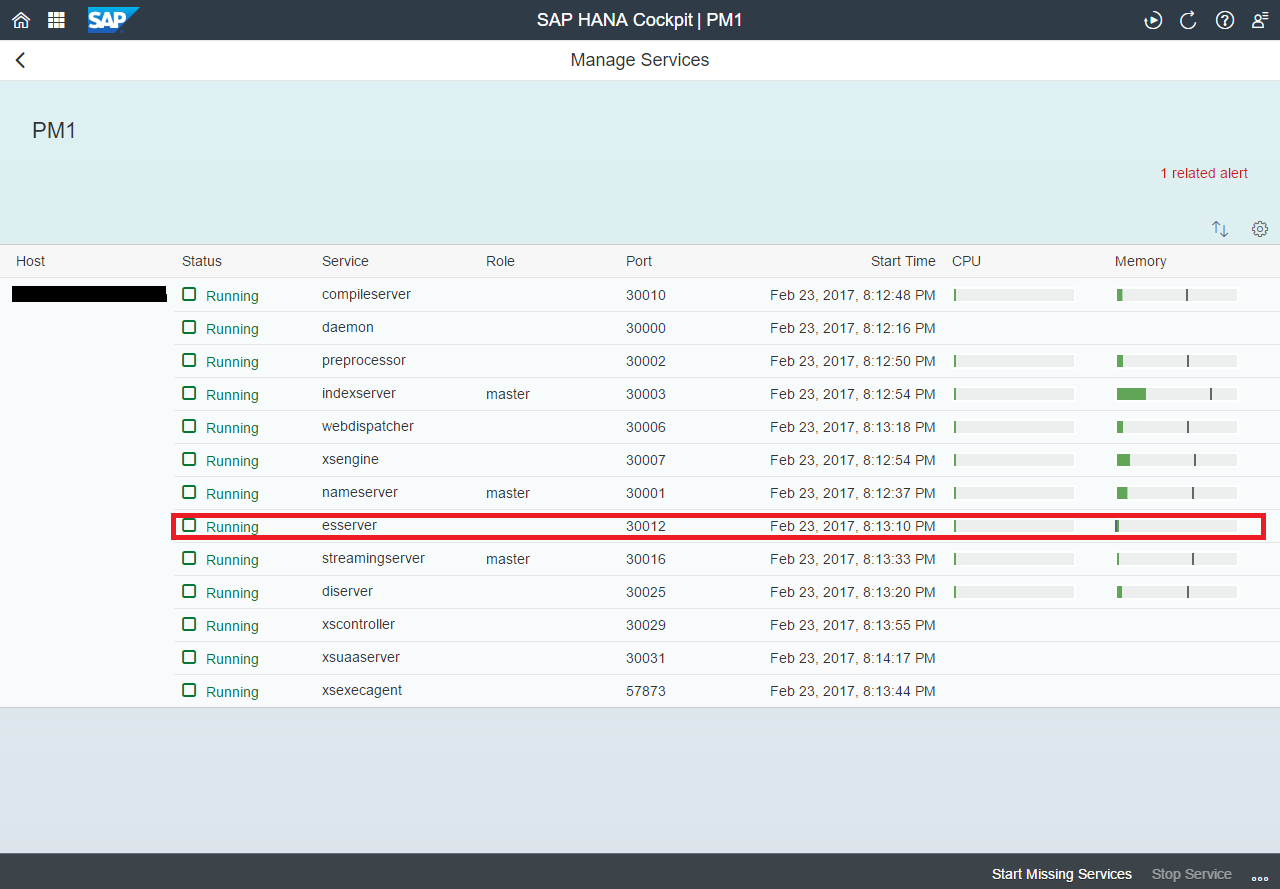 SAP SAP HANA Cockpit | PM1
Manage Services
PM1
1 related alert
Host Status Service Role Port Start Time CPU Memory
Running compileserver 30010 Feb 23, 2017, 8:12:48 PM
Running daemon 30000 Feb 23, 2017, 8:12:16 PM
Running preprocessor 30002 Feb 23, 2017, 8:12:50 PM
Running indexserver master 30003 Feb 23, 2017, 8:12:54 PM
Running webdispatcher 30006 Feb 23, 2017, 8:13:18 PM
Running xsengine 30007 Feb 23, 2017, 8:12:54 PM
Running nameserver master 30001 Feb 23, 2017, 8:12:37 PM
Running esserver 30012 Feb 23, 2017, 8:13:10 PM
Running streamingserver master 30016 Feb 23, 2017, 8:13:33 PM
Running diserver 30025 Feb 23, 2017, 8:13:20 PM
Running xscontroller 30029 Feb 23, 2017, 8:13:55 PM
Running xsuaaserver 30031 Feb 23, 2017, 8:14:17 PM
Running xsexecagent 57873 Feb 23, 2017, 8:13:44 PM
Start Missing Services Stop Service